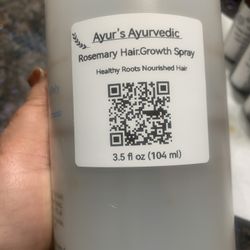 Ayur's Ayurvedic
Rosemary Hair.Growth Spray
Healthy Roots Nourished Hair
3.5 fl oz (104 ml)